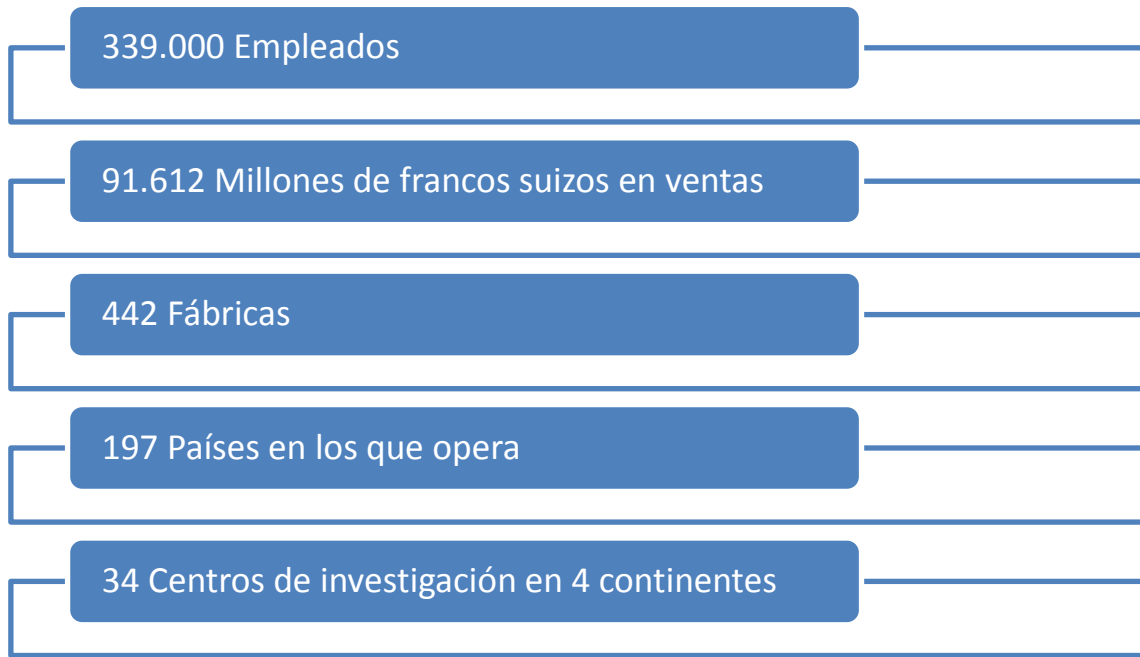 339.000 Empleados
91.612 Millones de francos suizos en ventas
442 Fábricas
197 Países en los que opera
34 Centros de investigación en 4 continentes